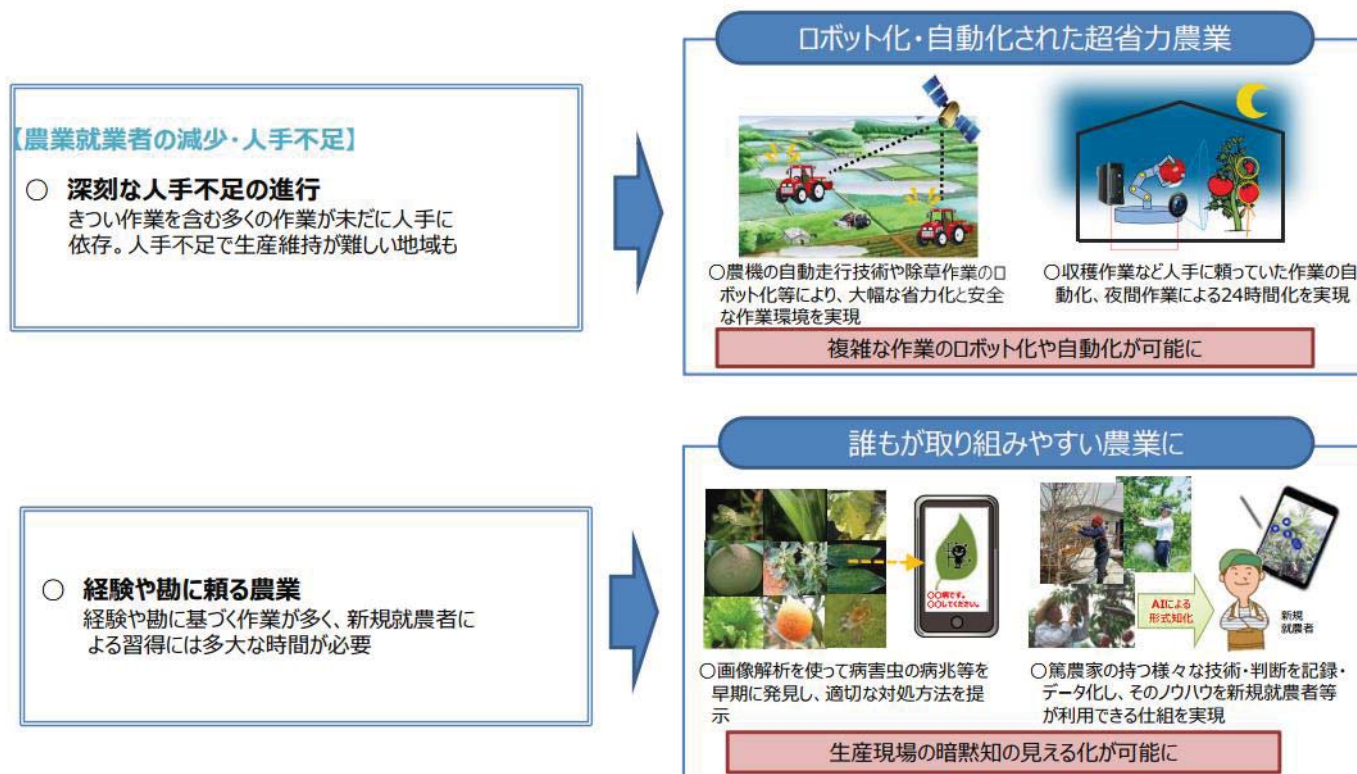 ロボット化・自動化された超省力農業
【農業就業者の減少・人手不足】
○ 深刻な人手不足の進行
きつい作業を含む多くの作業が未だに人手に
依存。人手不足で生産維持が難しい地域も
○農機の自動走行技術や除草作業のロ
ボット化等により、大幅な省力化と安全
な作業環境を実現
○収穫作業など人手に頼っていた作業の自
動化、夜間作業による24時間化を実現
複雑な作業のロボット化や自動化が可能に
誰もが取り組みやすい農業に
○ 経験や勘に頼る農業
経験や勘に基づく作業が多く、新規就農者に
よる習得には多大な時間が必要
○○病です。
○○してください。
AIによる
形式知化
新規
就農者
○画像解析を使って病害虫の病兆等を
早期に発見し、適切な対処方法を提
示
○篤農家の持つ様々な技術・判断を記録・
データ化し、そのノウハウを新規就農者等
が利用できる仕組を実現
生産現場の暗黙知の見える化が可能に